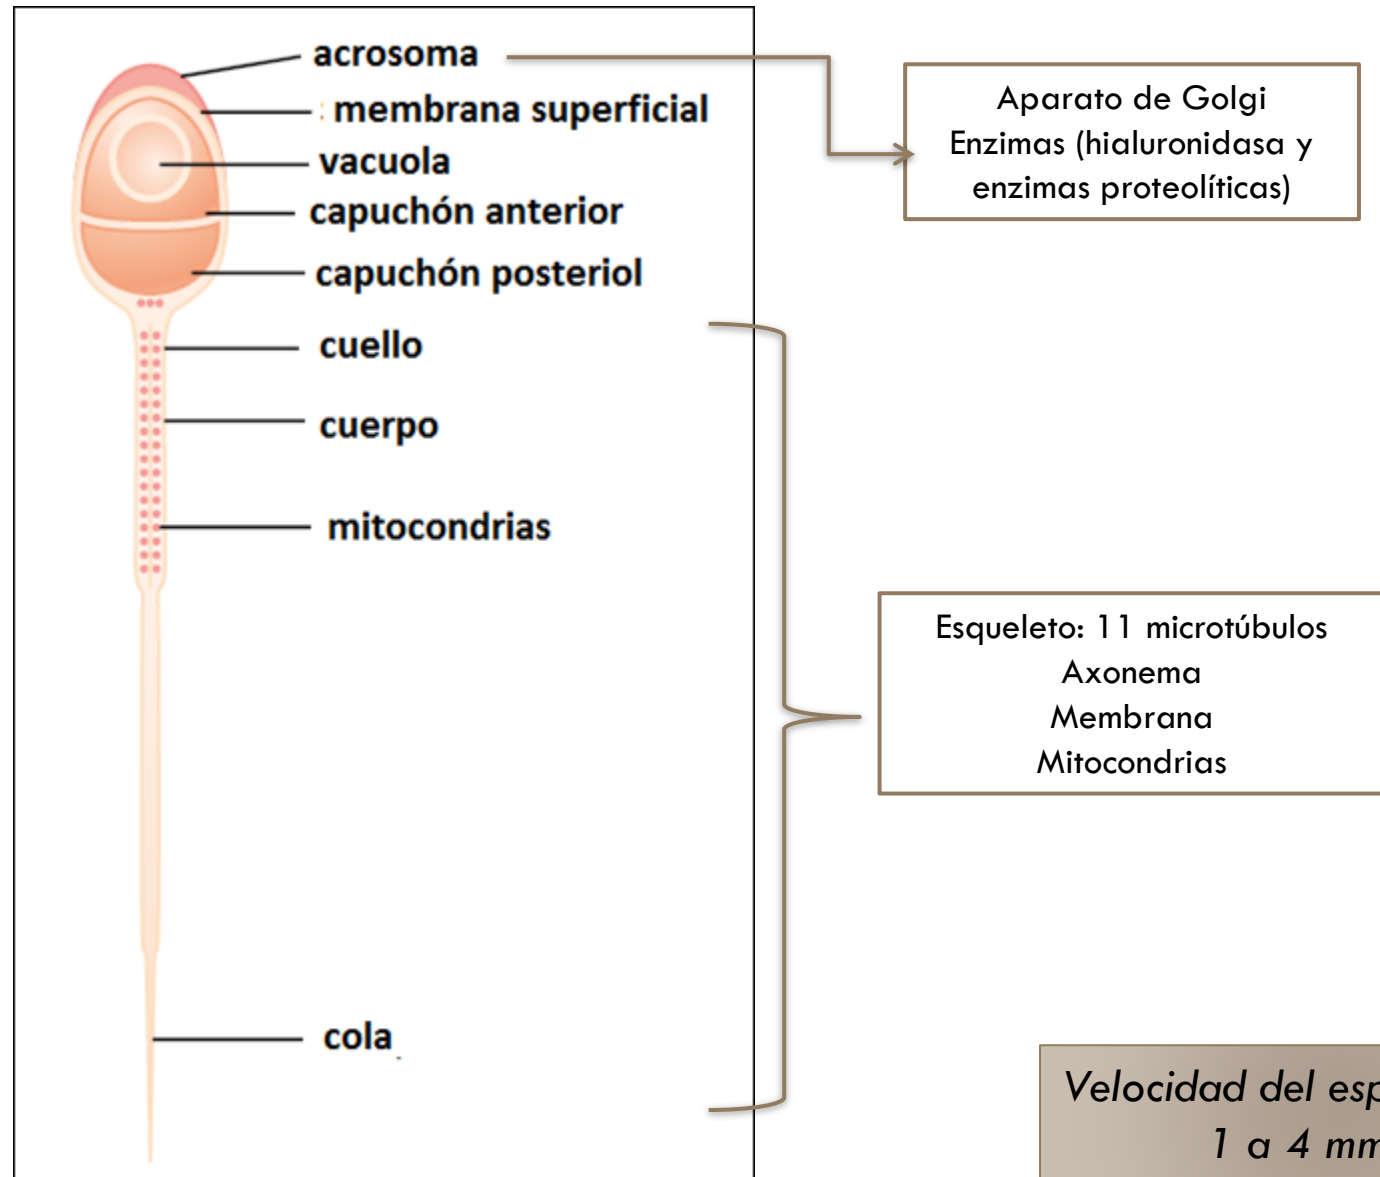 acrosoma
membrana superficial
vacuola
capuchón anterior
capuchón posteriol
cuello
cuerpo
mitocondrias
cola
Aparato de Golgi
Enzimas (hialuronidasa y
enzimas proteolíticas)
Esqueleto: 11 microtúbulos
Axonema
Membrana
Mitocondrias
Velocidad del
1 a 4 mm